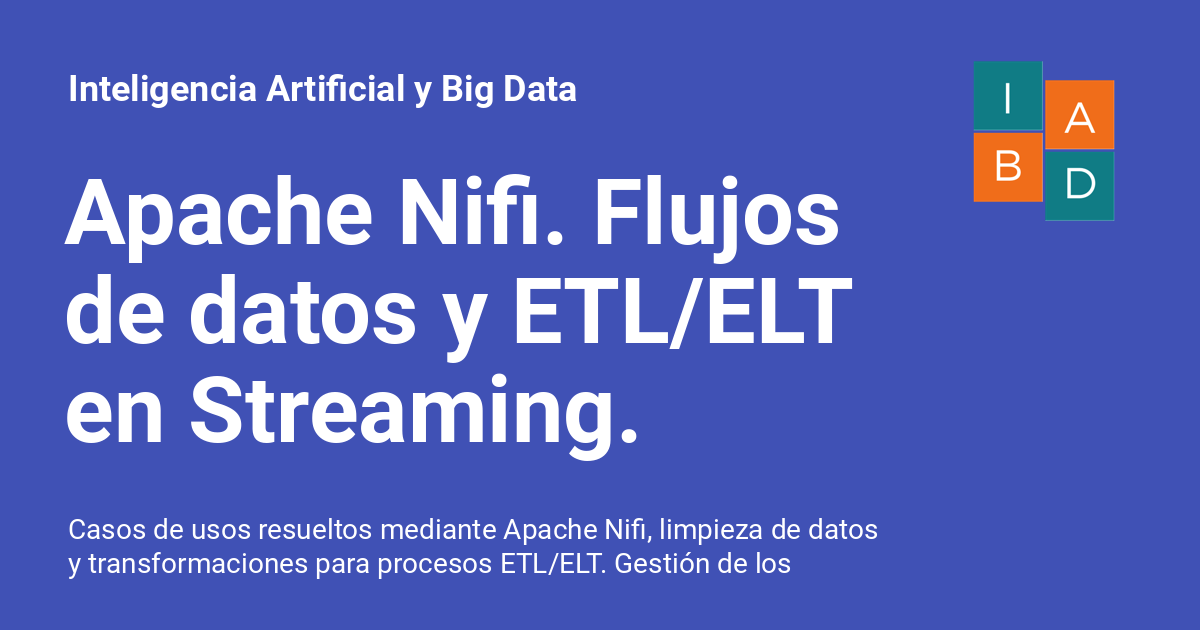 Inteligencia Artificial y Big Data
I
A
B
D
Apache Nifi. Flujos
de datos y ETL/ELT
en Streaming.
Casos de usos resueltos mediante Apache Nifi, limpieza de datos
y transformaciones para procesos ETL/ELT. Gestión de los